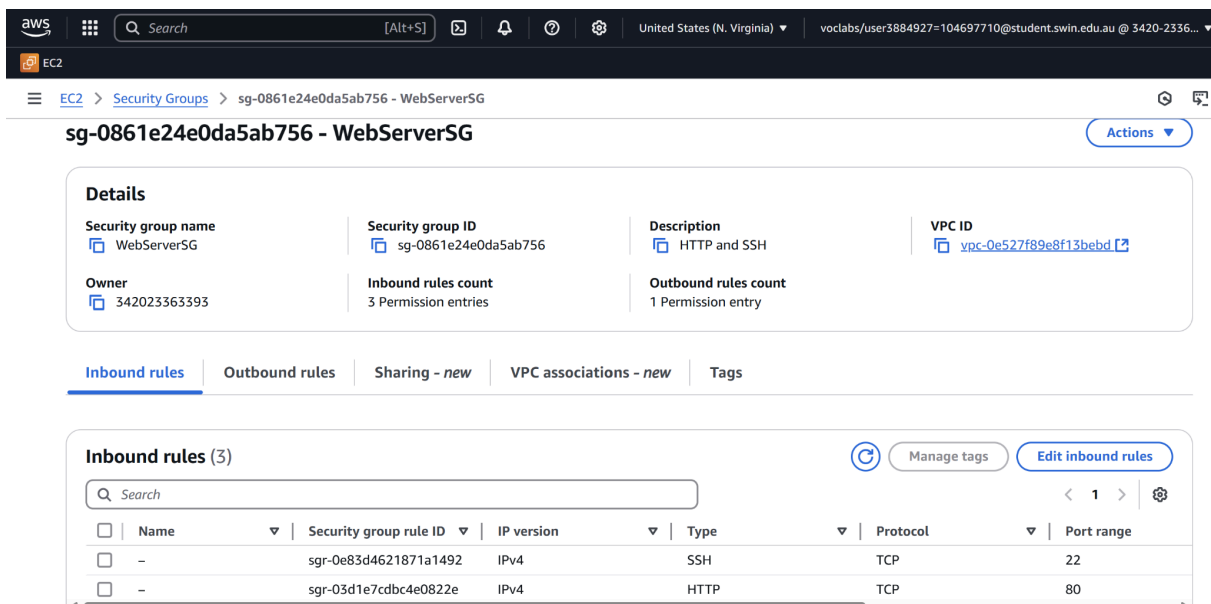 aws
Search [Alt+S] United States (N. Virginia) ▼ voclabs/user3884927=104697710@student.swin.edu.au @ 3420-2336... ▼
EC2
EC2 > Security Groups > sg-0861e24e0da5ab756 - WebServerSG
sg-0861e24e0da5ab756 - WebServerSG Actions ▼
Details
Security group name Security group ID Description VPC ID
WebServerSG sg-0861e24e0da5ab756 HTTP and SSH vpc-0e527f89e8f13bebd
Owner Inbound rules count Outbound rules count
342023363393 3 Permission entries 1 Permission entry
Inbound rules Outbound rules Sharing - new VPC associations - new Tags
Inbound rules (3) Manage tags Edit inbound rules
Search < 1 >
Name Security group rule ID IP version Type Protocol Port range
– sgr-0e83d4621871a1492 IPv4 SSH TCP 22
– sgr-03d1e7cdbc4e0822e IPv4 HTTP TCP 80